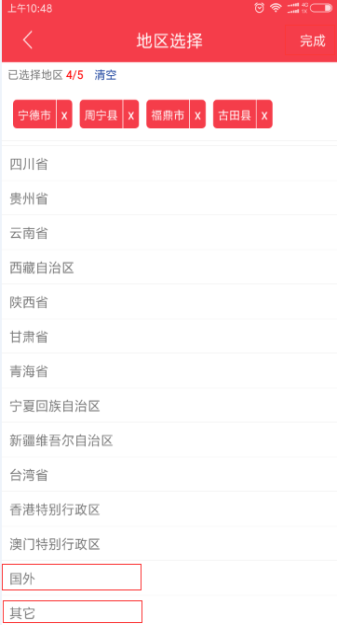 上午10:48
地区选择 完成
已选择地区 4/5 清空
宁德市 x 周宁县 x 福鼎市 x 古田县 x
四川省
贵州省
云南省
西藏自治区
陕西省
甘肃省
青海省
宁夏回族自治区
新疆维吾尔自治区
台湾省
香港特别行政区
澳门特别行政区
国外
其它